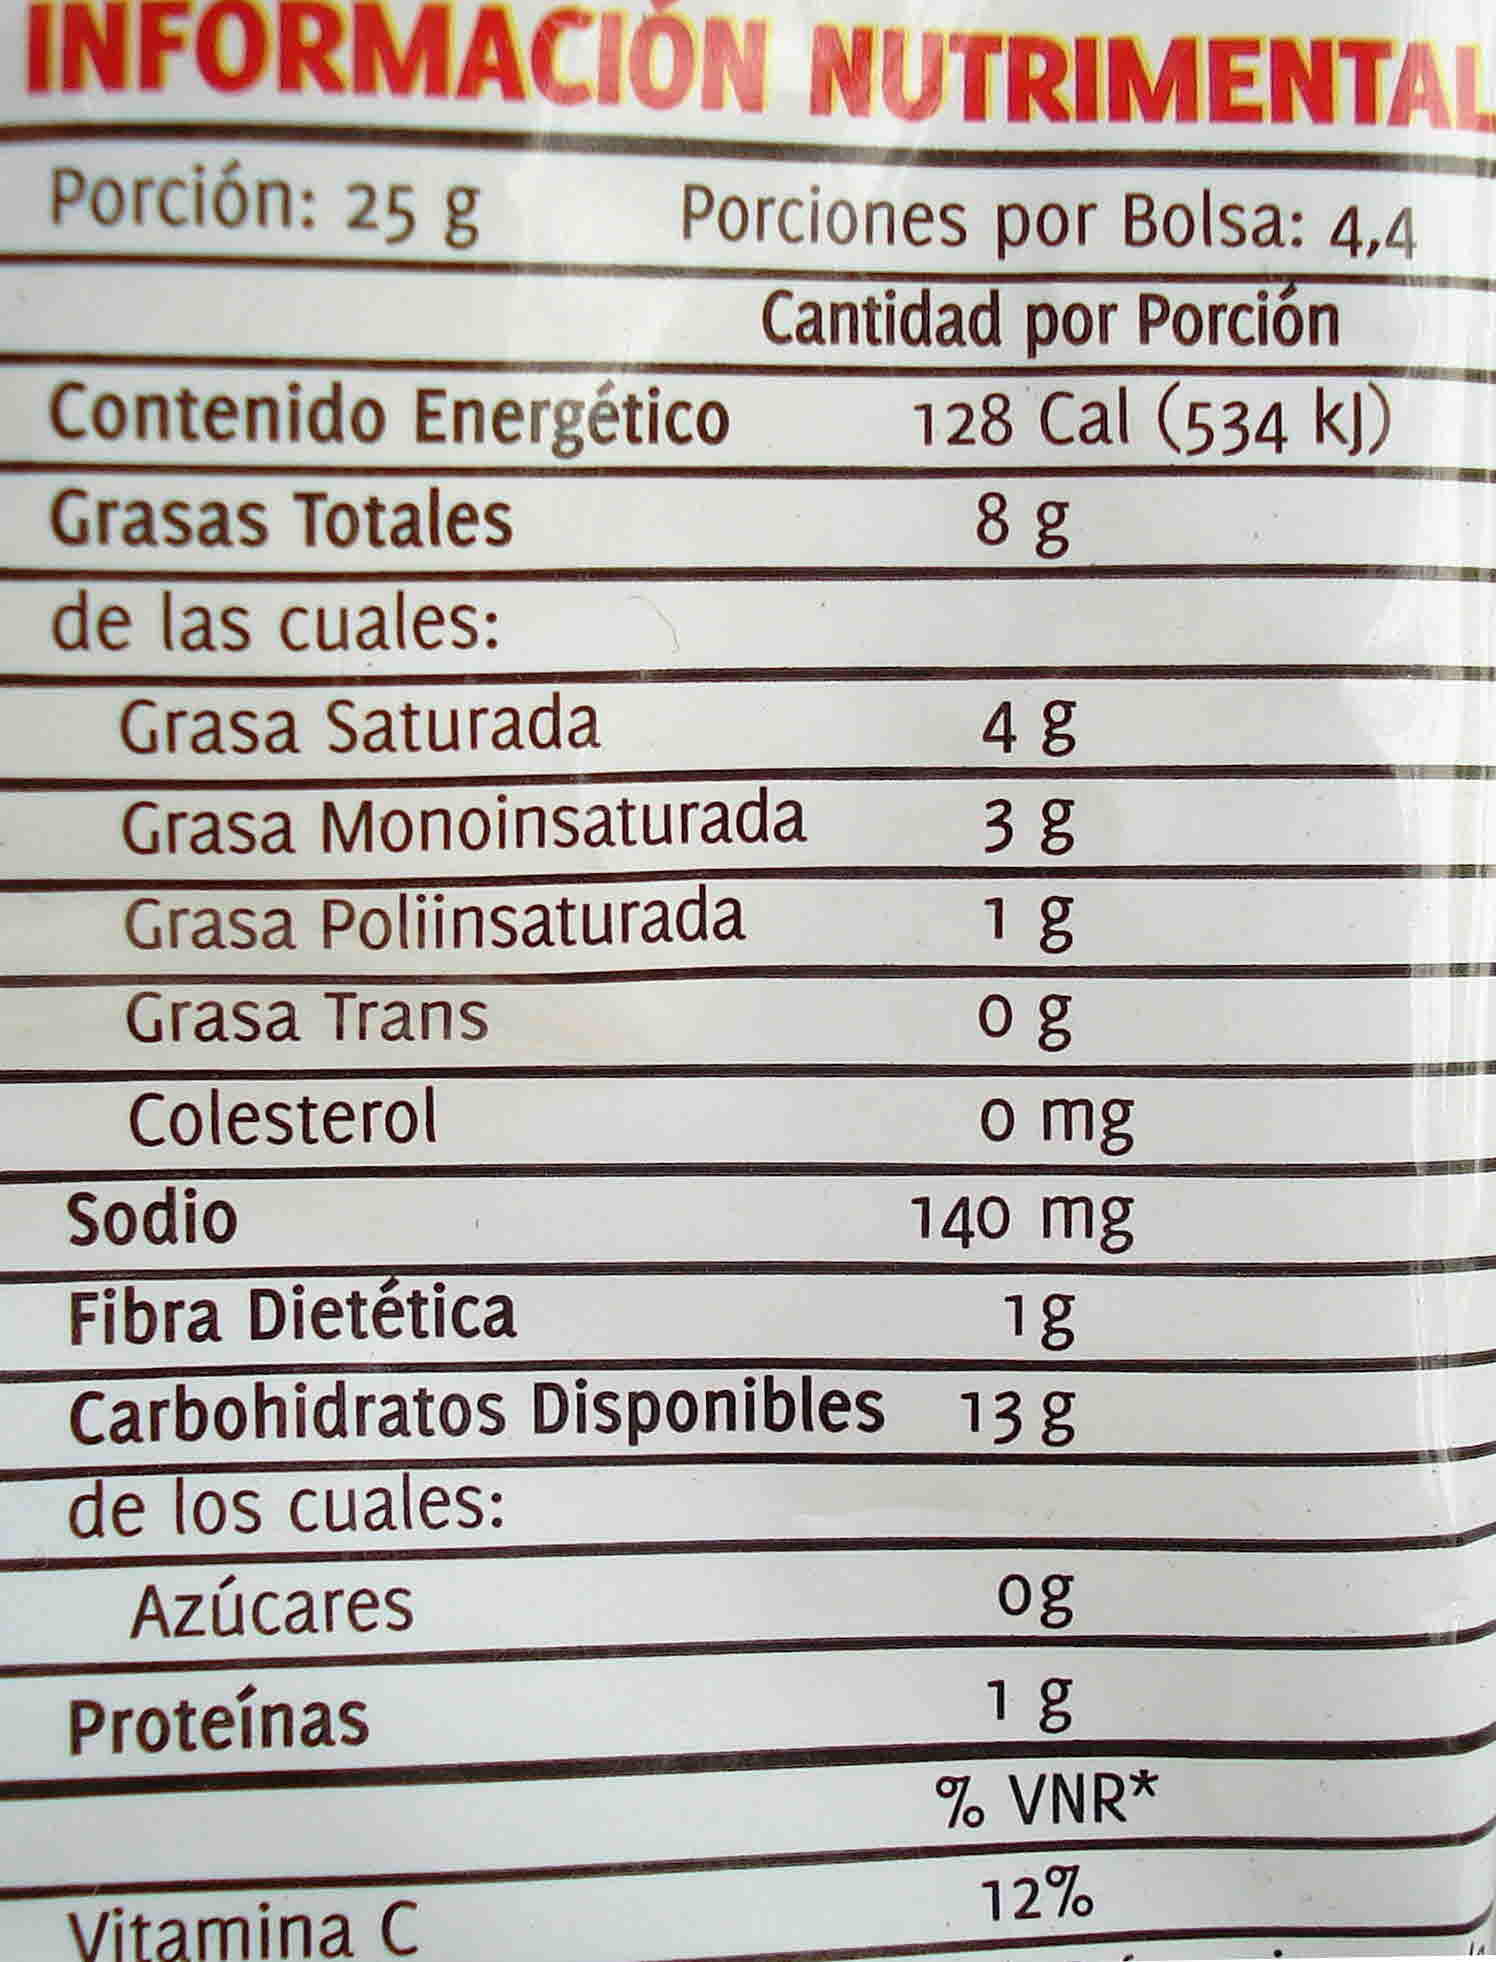 INFORMACIÓN NUTRIMENTAL
Porción: 25 g Porciones por Bolsa: 4,4
Cantidad por Porción
Contenido Energético 128 Cal (534 kJ)
Grasas Totales 8 g
de las cuales:
Grasa Saturada 4 g
Grasa Monoinsaturada 3 g
Grasa Poliinsaturada 1 g
Grasa Trans 0 g
Colesterol 0 mg
Sodio 140 mg
Fibra Dietética 1g
Carbohidratos Disponibles 13 g
de los cuales:
Azúcares 0g
Proteínas 1 g
% VNR*
Vitamina C 12%